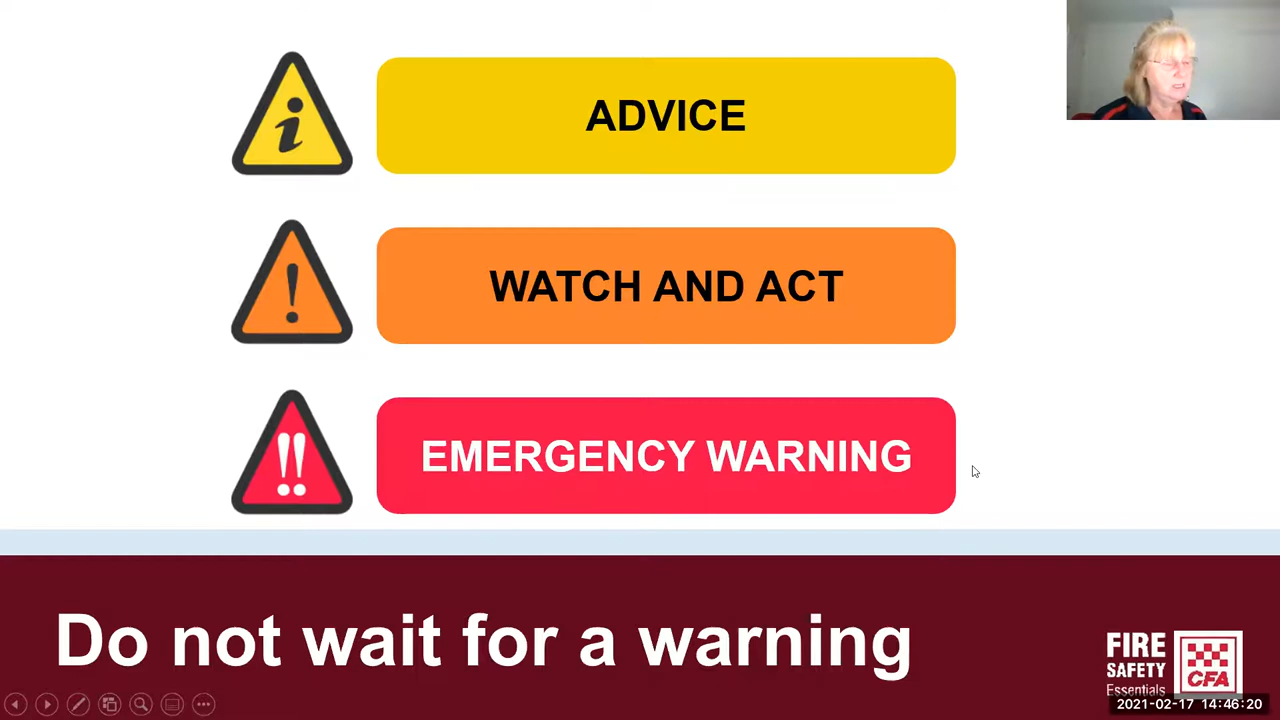 ADVICE
WATCH AND ACT
EMERGENCY WARNING
Do not wait for a warning
FIRE
SAFETY
Essentials
CFA
2021-02-17 14:46:20